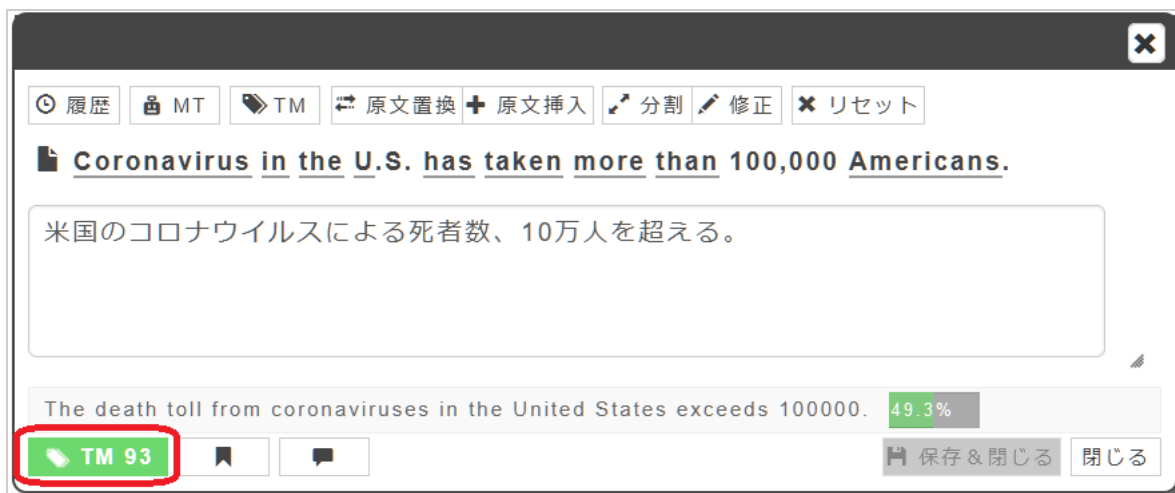 履歴 MT TM 原文置換 原文挿入 分割 修正 リセット
Coronavirus in the U.S. has taken more than 100,000 Americans.
米国のコロナウイルスによる死者数、10万人を超える。
The death toll from coronaviruses in the United States exceeds 100000. 49.3%
TM 93 保存&閉じる 閉じる